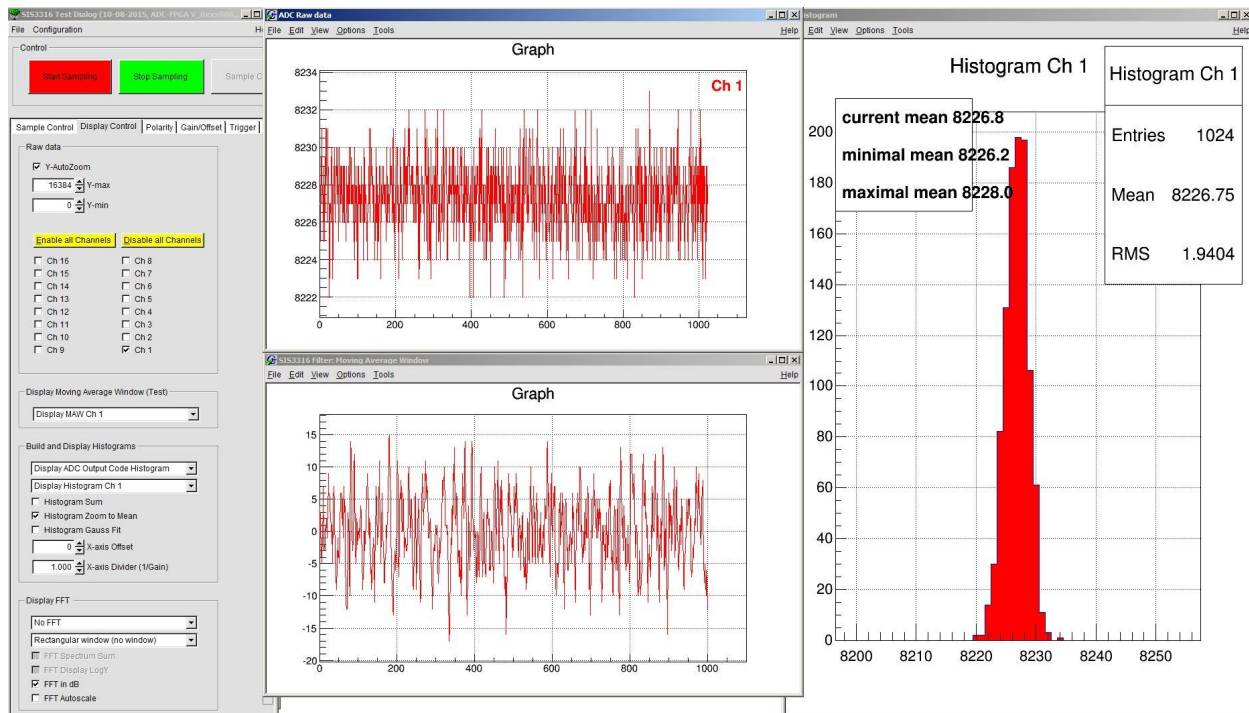 SIS3316 Test Dialog [10-08-2015, ADC-FPGA V_0xxx000
File Configuration
Control
Start Sampling
Stop Sampling
Sample C
Sample Control Display Control Polarity Gain/Offset Trigger
Raw data
Y-AutoZoom
16384 Y-max
0 Y-min
Enable all Channels Disable all Channels
Ch 16 Ch 8
Ch 15 Ch 7
Ch 14 Ch 6
Ch 13 Ch 5
Ch 12 Ch 4
Ch 11 Ch 3
Ch 10 Ch 2
Ch 9 Ch 1
Display Moving Average Window (Test)
Display MAW Ch 1
Build and Display Histograms
Display ADC Output Code Histogram
Display Histogram Ch 1
Histogram Sum
Histogram Zoom to Mean
Histogram Gauss Fit
0 X-axis Offset
1.000 X-axis Divider (1/Gain)
Display FFT
No FFT
Rectangular window (no window)
FFT Spectrum Sum
FFT Display LogY
FFT in dB
FFT Autoscale
ADC Raw data
File Edit View Options Tools Help
Graph
Ch 1
8234
8232
8230
8228
8226
8224
8222
0 200 400 600 800 1000
SIS3316 Filter: Moving Average Window
File Edit View Options Tools Help
Graph
15
10
5
0
-5
-10
-15
-20
0 200 400 600 800 1000
istogram
Edit View Options Tools Help
Histogram Ch 1
current mean 8226.8
minimal mean 8226.2
maximal mean 8228.0
Histogram Ch 1
Entries 1024
Mean 8226.75
RMS 1.9404
200
180
160
140
120
100
80
60
40
20
0
8200 8210 8220 8230 8240 8250